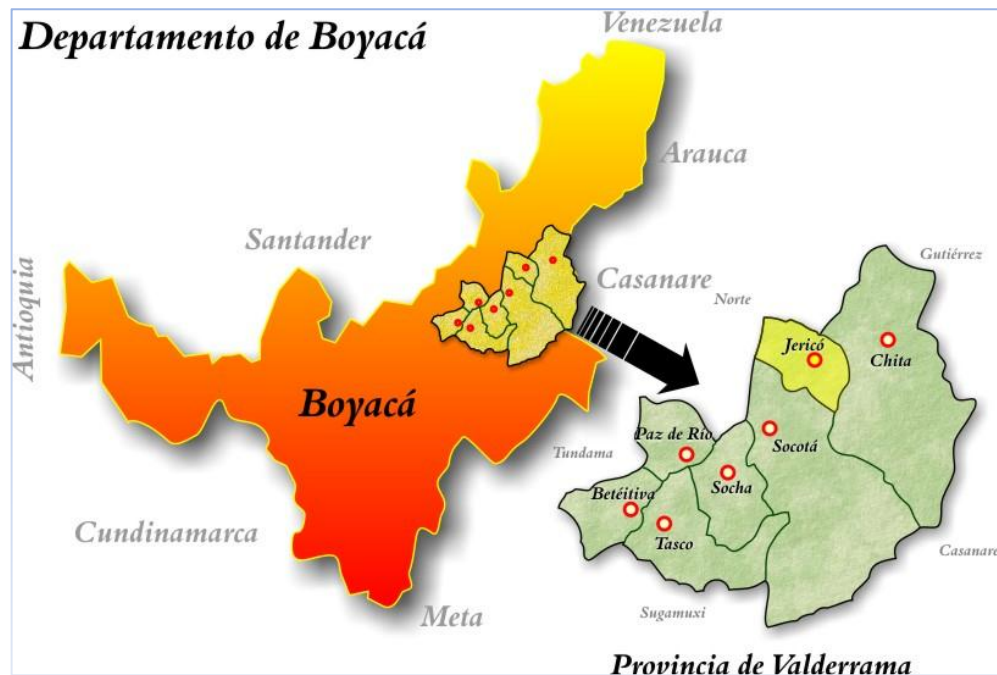 Departamento de Boyacá
Venezuela
Arauca
Santander
Antioquia
Casanare
Boyacá
Cundinamarca
Meta
Gutiérrez
Norte
Jericó
Chita
Paz de Río
Socotá
Tundama
Socha
Betéitiva
Tasco
Casanare
Sugamuxi
Provincia de Valderrama